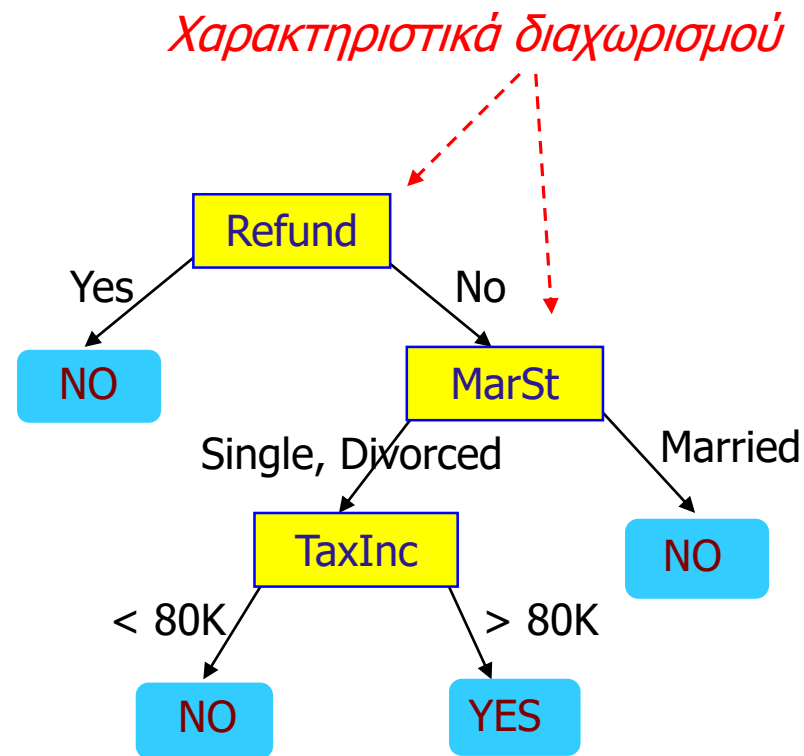 Χαρακτηριστικά διαχωρισμού
Refund
Yes
No
NO
MarSt
Single, Divorced
Married
TaxInc
NO
< 80K
> 80K
NO
YES